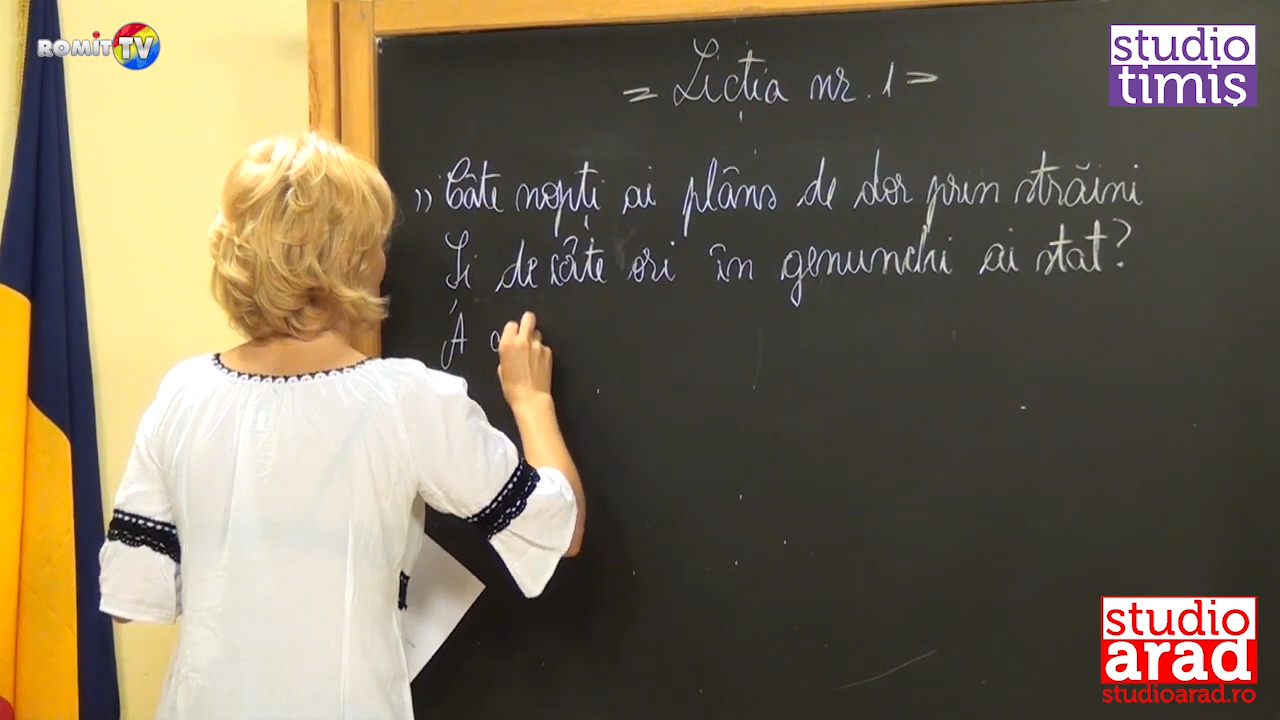 ROMIT TV
studio
timiș
= Licția nr. 1 =
„Câte nopți ai plâns de dor prin străini
Și de câte ori în genunchi ai stat?
A
studio
arad
studioarad.ro